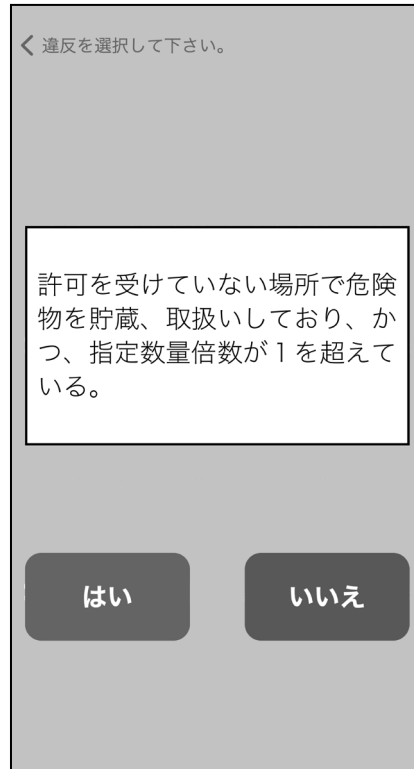 違反を選択して下さい。
許可を受けていない場所で危険
物を貯蔵、取扱いしており、か
つ、指定数量倍数が1を超えて
いる。
はい
いいえ